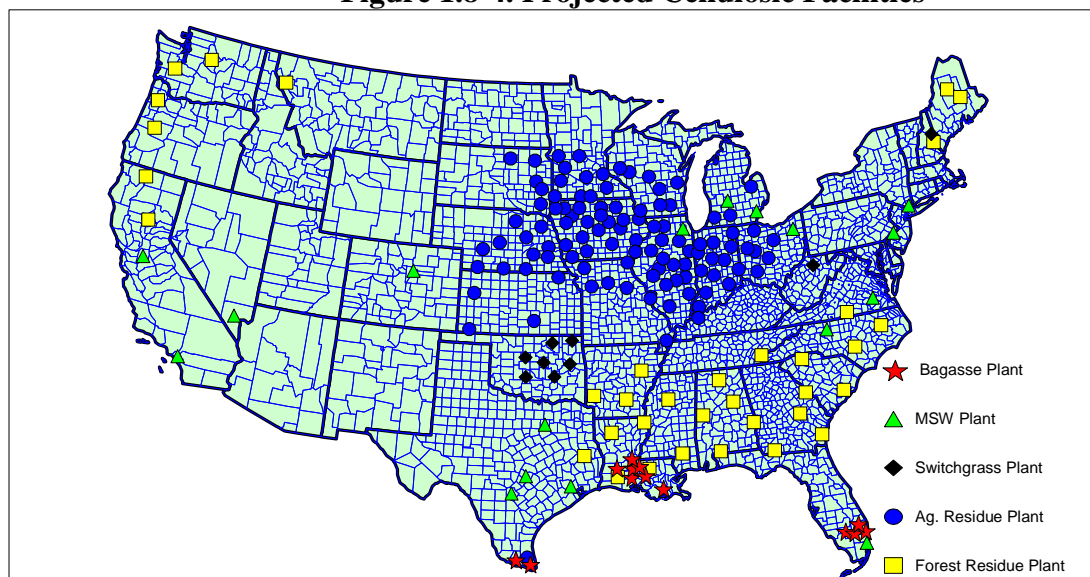 Figure 1.8-4. Projected Cellulosic Facilities
Bagasse Plant
MSW Plant
Switchgrass Plant
Ag. Residue Plant
Forest Residue Plant